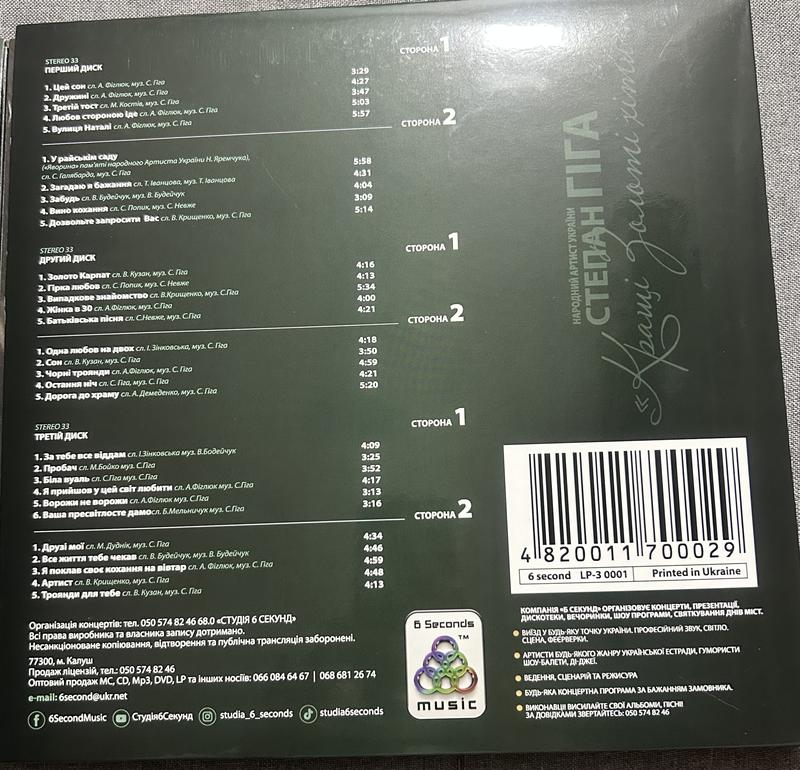 STEREO 33
ПЕРШИЙ ДИСК
СТОРОНА 1
1. Цей сон сл. А. Фіглюк, муз. С. Гіга 3:29
2. Дружині сл. А. Фіглюк, муз. С. Гіга 4:27
3. Третій тост сл. М. Костів, муз. С. Гіга 3:47
4. Любов стороною іде сл. А. Фіглюк, муз. С. Гіга 5:03
5. Вулиця Наталі сл. А. Фіглюк, муз. С. Гіга 5:57
СТОРОНА 2
1. У райськім саду
(«Яворина» пам'яті народного Артиста України Н. Яремчука),
сл. С. Галябарда, муз. С. Гіга 5:58
2. Загадаю я бажання сл. Т. Іванцова, муз. Т. Іванцова 4:31
3. Забудь сл. В. Будейчук, муз. В. Будейчук 4:04
4. Вино кохання сл. С. Попик, муз. С. Невже 3:09
5. Дозвольте запросити Вас сл. В. Крищенко, муз. С. Гіга 5:14
STEREO 33
ДРУГИЙ ДИСК
СТОРОНА 1
1. Золото Карпат сл. В. Кузан, муз. С. Гіга 4:16
2. Гірка любов сл. С. Попик, муз. С. Невже 4:13
3. Випадкове знайомство сл. В.Крищенко, муз. С.Гіга 5:34
4. Жінка в 30 сл. А.Фіглюк, муз. С.Гіга 4:00
5. Батьківська пісня сл. С.Невже, муз. С.Гіга 4:21
СТОРОНА 2
1. Одна любов на двох сл. І. Зінковська, муз. С. Гіга 4:18
2. Сон сл. В. Кузан, муз. С. Гіга 3:50
3. Чорні троянди сл. А.Фіглюк, муз. С. Гіга 4:59
4. Остання ніч сл. С. Гіга, муз. С. Гіга 4:21
5. Дорога до храму сл. А. Демеденко, муз. С. Гіга 5:20
STEREO 33
ТРЕТІЙ ДИСК
СТОРОНА 1
1. За тебе все віддам сл. І.Зінковська муз. В.Бодейчук 4:09
2. Пробач сл. М.Бойко муз. С.Гіга 3:25
3. Біла вуаль сл. С.Гіга муз. С.Гіга 3:52
4. Я прийшов у цей світ любити сл. А.Фіглюк муз. С.Гіга 4:17
5. Ворожи не ворожи сл. А.Фіглюк муз. С.Гіга 3:13
6. Ваша пресвітлосте дамо сл. Б.Мельничук муз. С.Гіга 3:16
СТОРОНА 2
1. Друзі мої сл. М. Дуднік, муз. С. Гіга 4:34
2. Все життя тебе чекав сл. В. Будейчук, муз. В. Будейчук 4:46
3. Я поклав своє кохання на вівтар сл. А. Фіглюк, муз. С. Гіга 4:59
4. Артист сл. В. Крищенко, муз. С. Гіга 4:48
5. Троянди для тебе сл. В. Кузан, муз. С. Гіга 4:13
Організація концертів: тел. 050 574 82 46 68.0 «СТУДІЯ 6 СЕКУНД»
Всі права виробника та власника запису дотримано.
Несанкціоноване копіювання, відтворення та публічна трансляція заборонені.
77300, м. Калуш
Продаж ліцензій, тел.: 050 574 82 46
Оптовий продаж MC, CD, Mp3, DVD, LP та інших носіїв: 066 084 64 67 | 068 681 26 74
e-mail: 6second@ukr.net
6SecondMusic Студія6Секунд studia_6_seconds studia6seconds
6 Seconds
TM
music
НАРОДНИЙ АРТИСТ УКРАЇНИ
СТЕПАН ГІГА
«Кращі золоті хіти
4 820011 700029
6 second LP-3 0001 Printed in Ukraine
КОМПАНІЯ «6 СЕКУНД» ОРГАНІЗОВУЄ КОНЦЕРТИ, ПРЕЗЕНТАЦІЇ,
ДИСКОТЕКИ, ВЕЧОРИНКИ, ШОУ ПРОГРАМИ, СВЯТКУВАННЯ ДНІВ МІСТ.
ВИЇЗД У БУДЬ-ЯКУ ТОЧКУ УКРАЇНИ. ПРОФЕСІЙНИЙ ЗВУК, СВІТЛО.
СЦЕНА, ФЕЄРВЕРКИ.
АРТИСТИ БУДЬ-ЯКОГО ЖАНРУ УКРАЇНСЬКОЇ ЕСТРАДИ, ГУМОРИСТИ
ШОУ-БАЛЕТИ, DI-ДЖЕЇ.
ВЕДЕННЯ, СЦЕНАРІЙ ТА РЕЖИСУРА
БУДЬ-ЯКА КОНЦЕРТНА ПРОГРАМА ЗА БАЖАННЯМ ЗАМОВНИКА.
ВИКОНАВЦІ ВИСИЛАЙТЕ СВОЇ АЛЬБОМИ, ПІСНІ!
ЗА ДОВІДКАМИ ЗВЕРТАЙТЕСЬ: 050 574 82 46